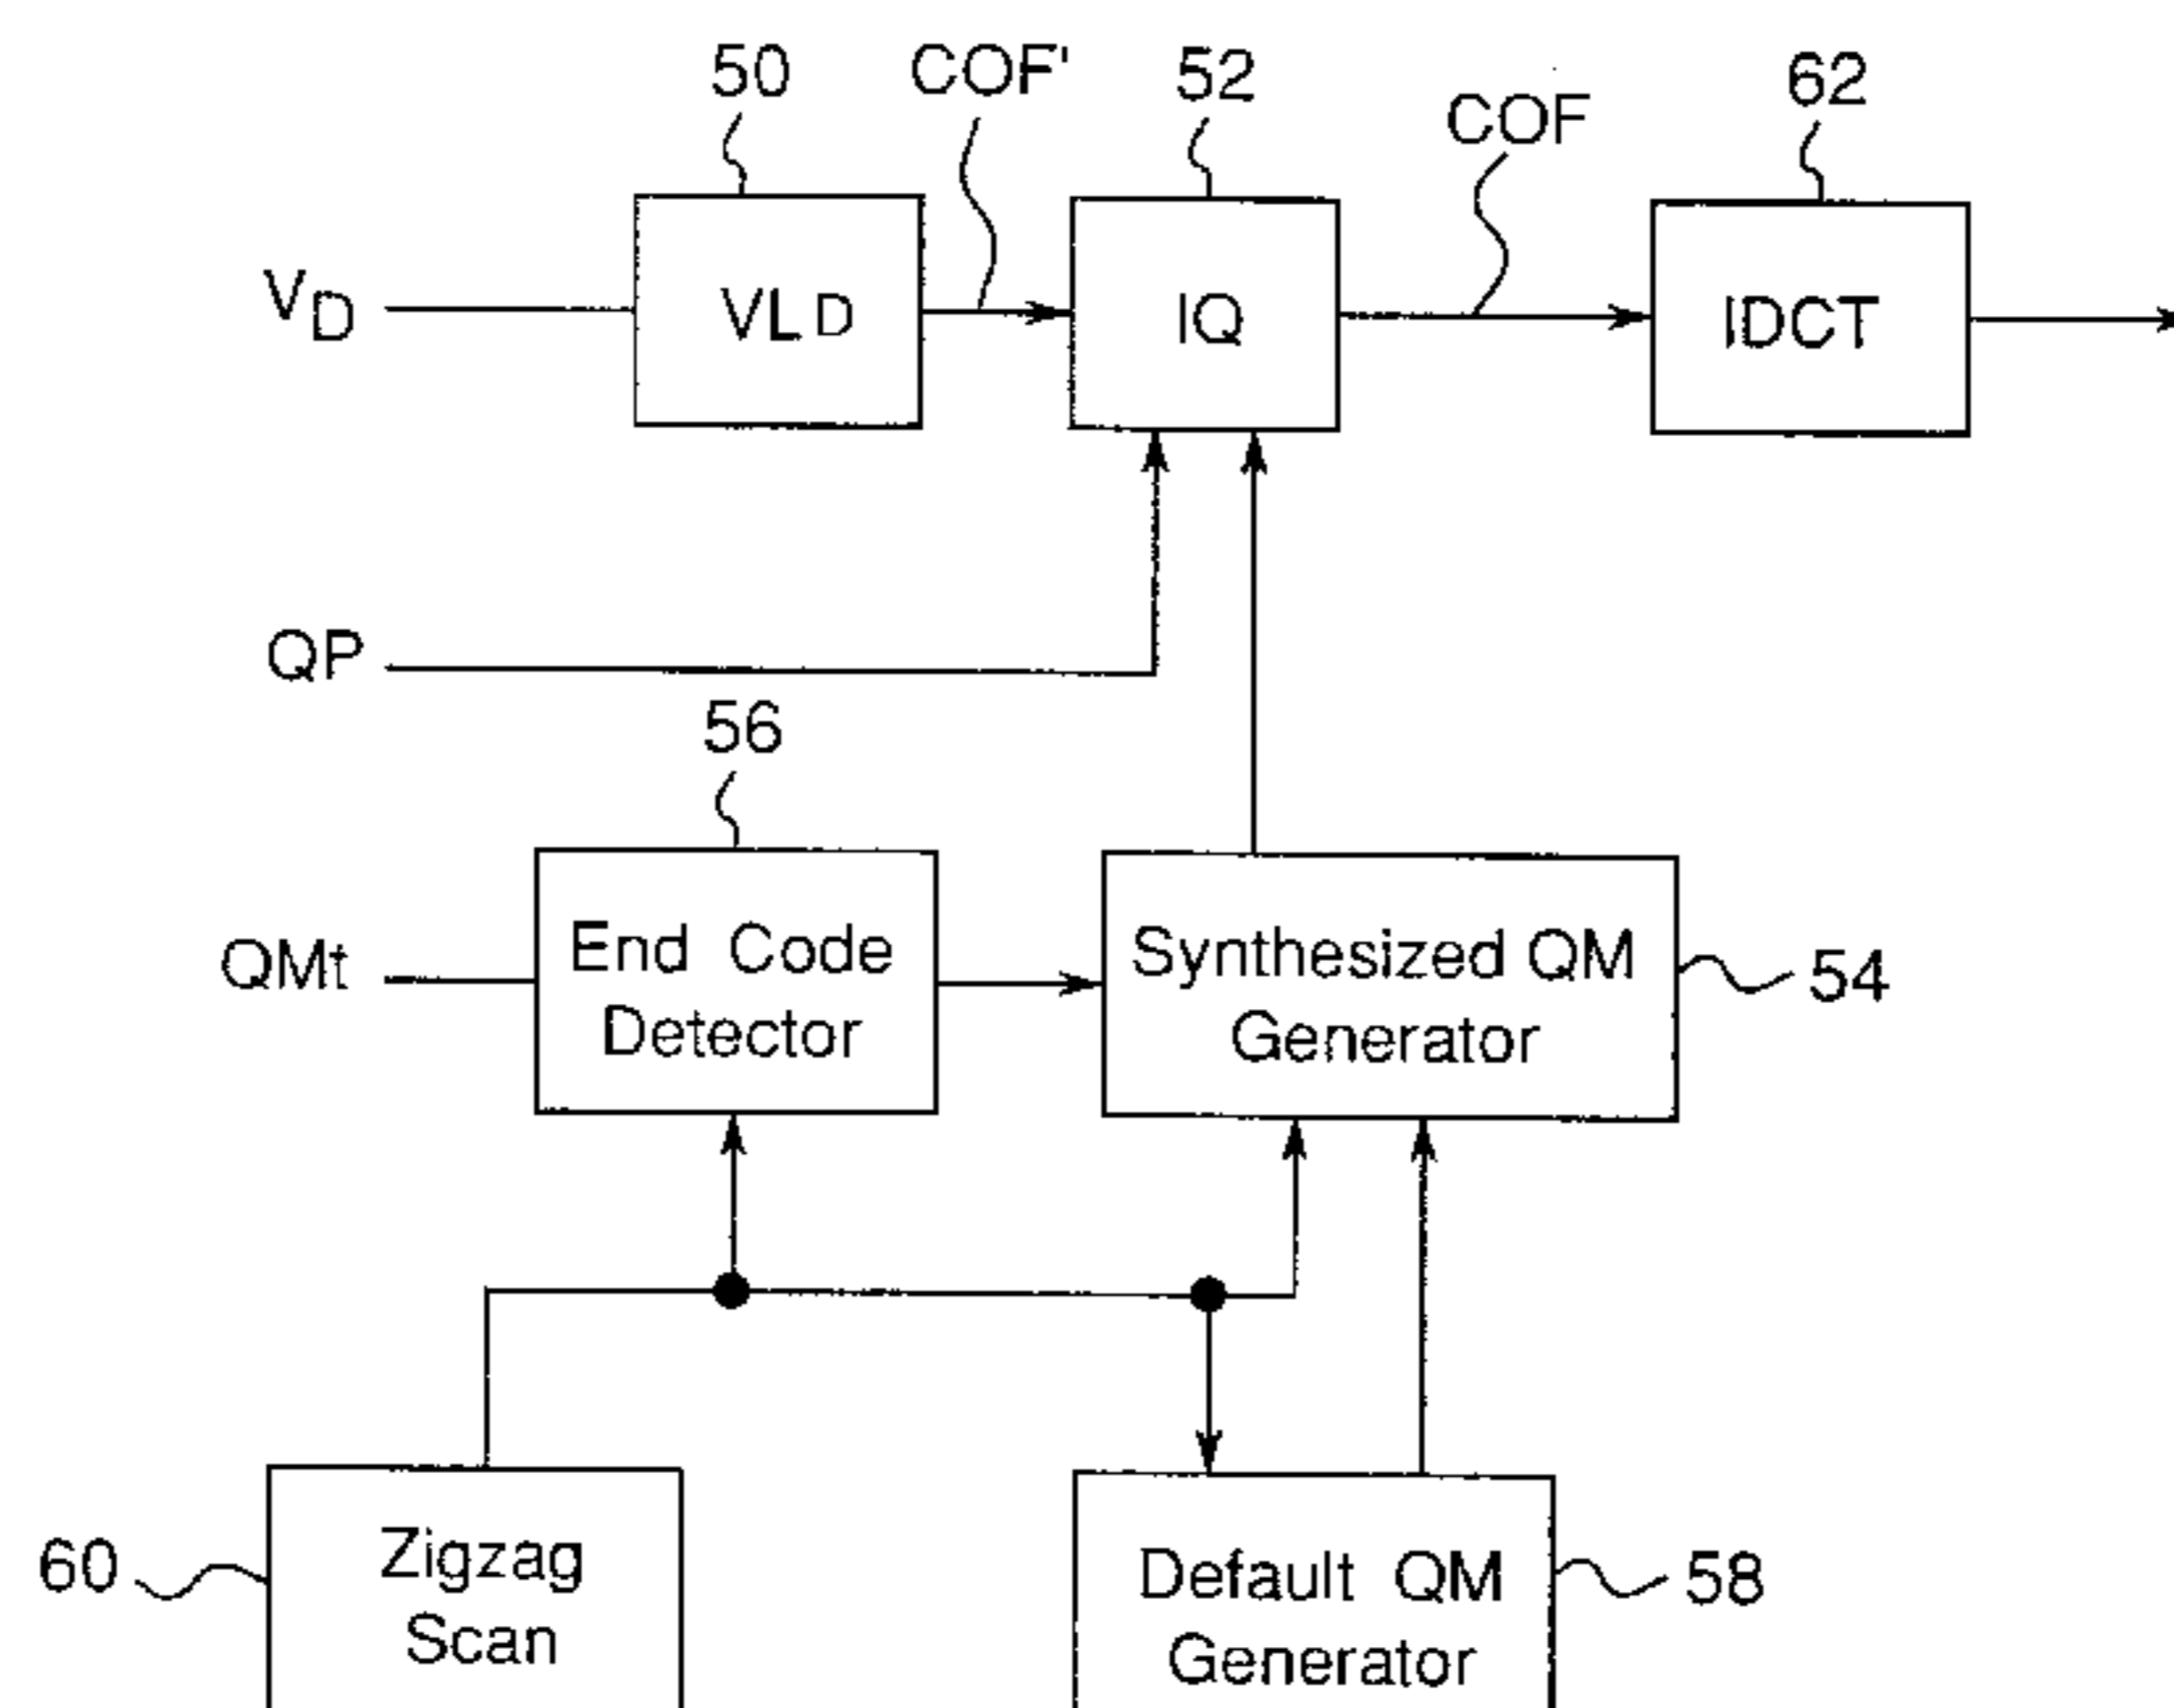 50
COF'
52
COF
62
VD
VLD
IQ
IDCT
QP
56
QMt
End Code
Detector
Synthesized QM
Generator
54
60
Zigzag
Scan
Default QM
Generator
58